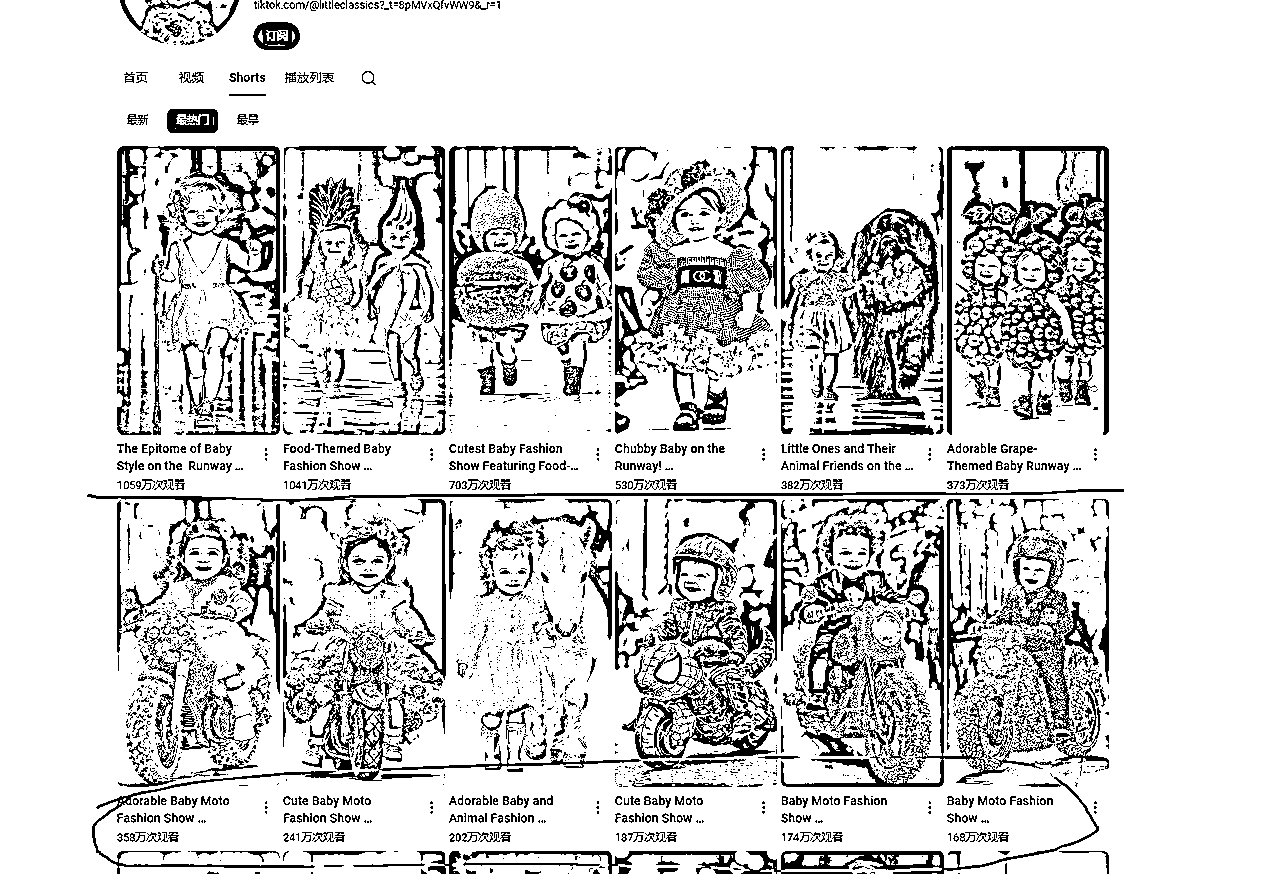 tiktok.com/@littleclassics?_t=8pMVxQfvWW9&_r=1
订阅
首页 视频 Shorts 播放列表
最新 最热门 最早
The Epitome of Baby
Style on the Runway ...
1059万次观看
Food-Themed Baby
Fashion Show ...
1041万次观看
Cutest Baby Fashion
Show Featuring Food-...
703万次观看
Chubby Baby on the
Runway! ...
530万次观看
Little Ones and Their
Animal Friends on the ...
382万次观看
Adorable Grape-
Themed Baby Runway ...
373万次观看
Adorable Baby Moto
Fashion Show ...
358万次观看
Cute Baby Moto
Fashion Show ...
241万次观看
Adorable Baby and
Animal Fashion ...
202万次观看
Cute Baby Moto
Fashion Show ...
187万次观看
Baby Moto Fashion
Show ...
174万次观看
Baby Moto Fashion
Show ...
168万次观看